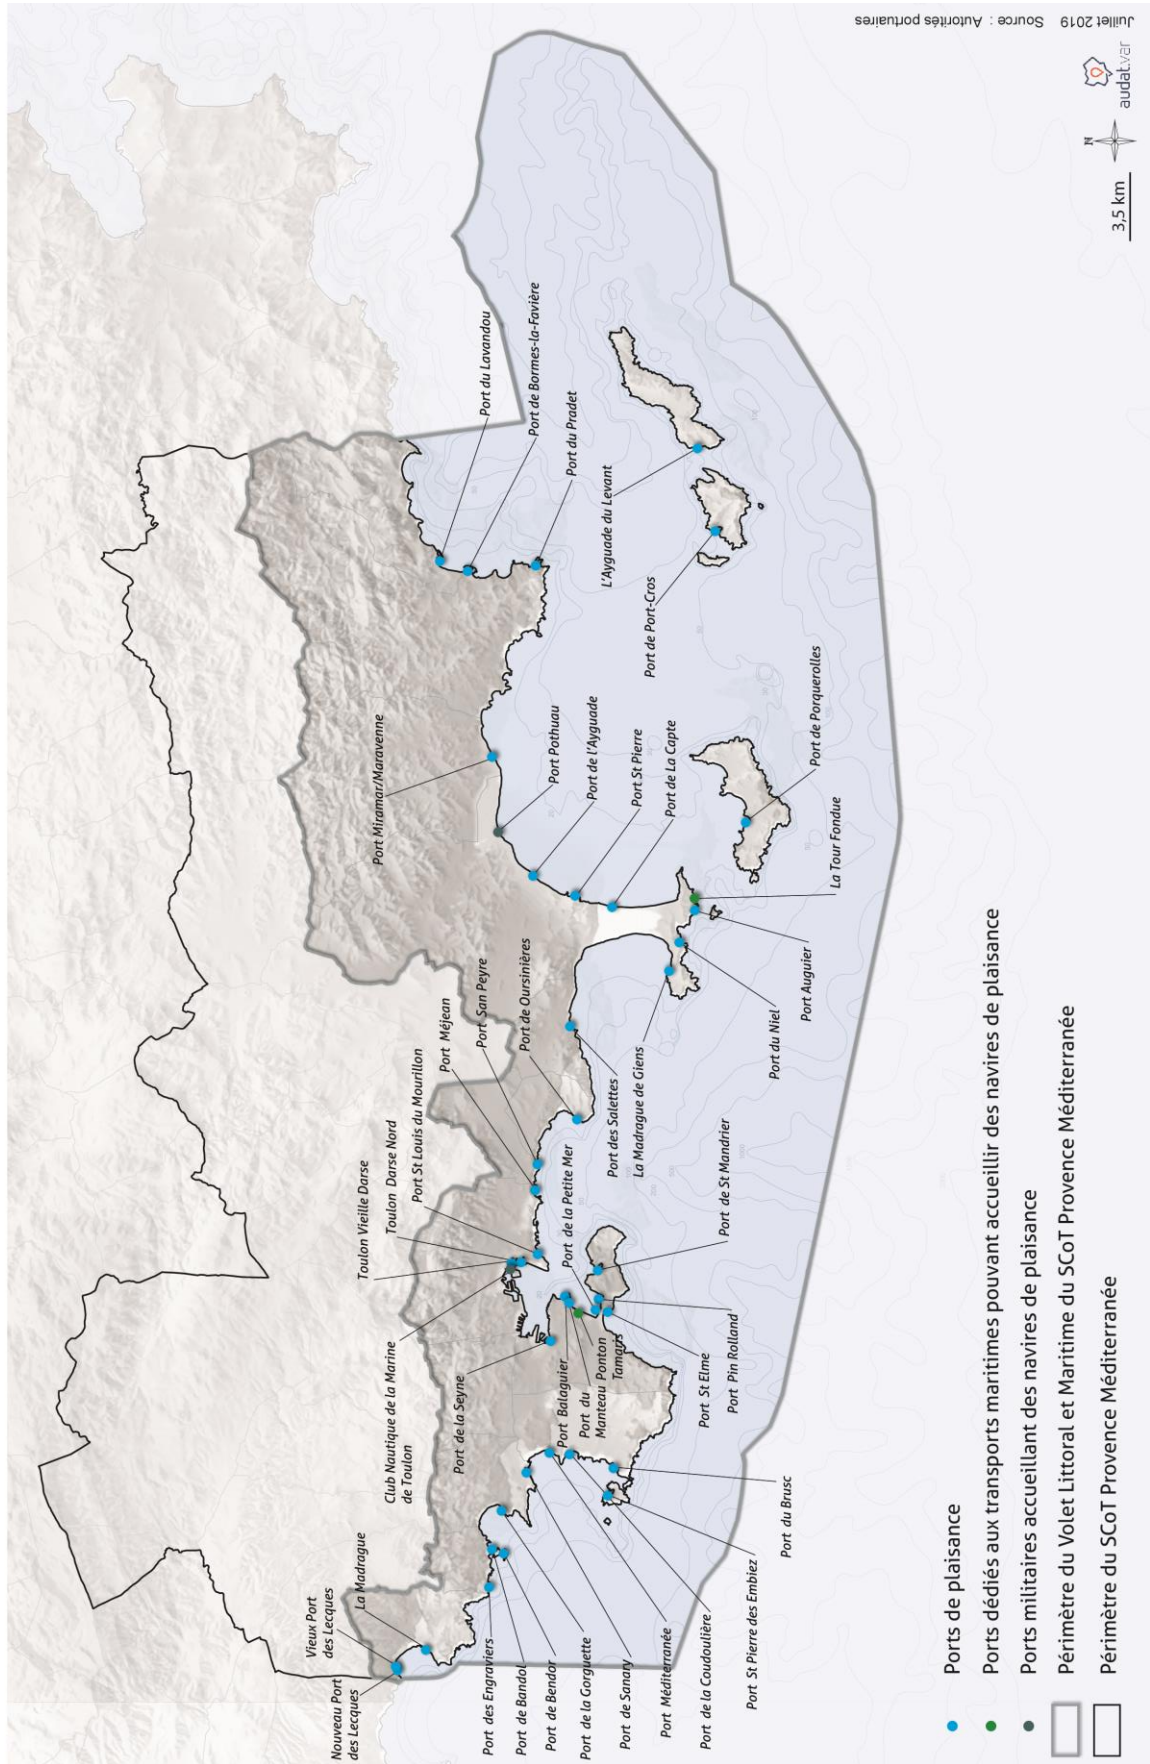 Nouveau Port
des Lecques
Vieux Port
des Lecques
La Madrague
Port des Engraviers
Port de Bandol
Port de Bendor
Port de la Gorguette
Port de Sanary
Port Méditerranée
Port de la Coudoulière
Port St Pierre des Embiez
Port du Brusc
Club Nautique de la Marine
de Toulon
Port de la Seyne
Port Balaguier
Port du
Manteau
Ponton
Tamaris
Port St Elme
Port Pin Rolland
Port de la Petite Mer
Port de St Mandrier
Toulon Vieille Darse
Toulon Darse Nord
Port St Louis du Mourillon
Port Méjean
Port San Peyre
Port de Oursinières
Port des Salettes
La Madrague de Giens
Port du Niel
Port Auguier
La Tour Fondue
Port de Porquerolles
Port de La Capte
Port St Pierre
Port de l'Ayguade
Port Pothuau
Port Miramar/Maravenne
Port de Port-Cros
L'Ayguade du Levant
Port du Pradet
Port de Bormes-la-Favière
Port du Lavandou
Ports de plaisance
Ports dédiés aux transports maritimes pouvant accueillir des navires de plaisance
Ports militaires accueillant des navires de plaisance
Périmètre du Volet Littoral et Maritime du SCoT Provence Méditerranée
Périmètre du SCoT Provence Méditerranée
3,5 km
N
audat.var
Juillet 2019 Source : Autorités portuaires